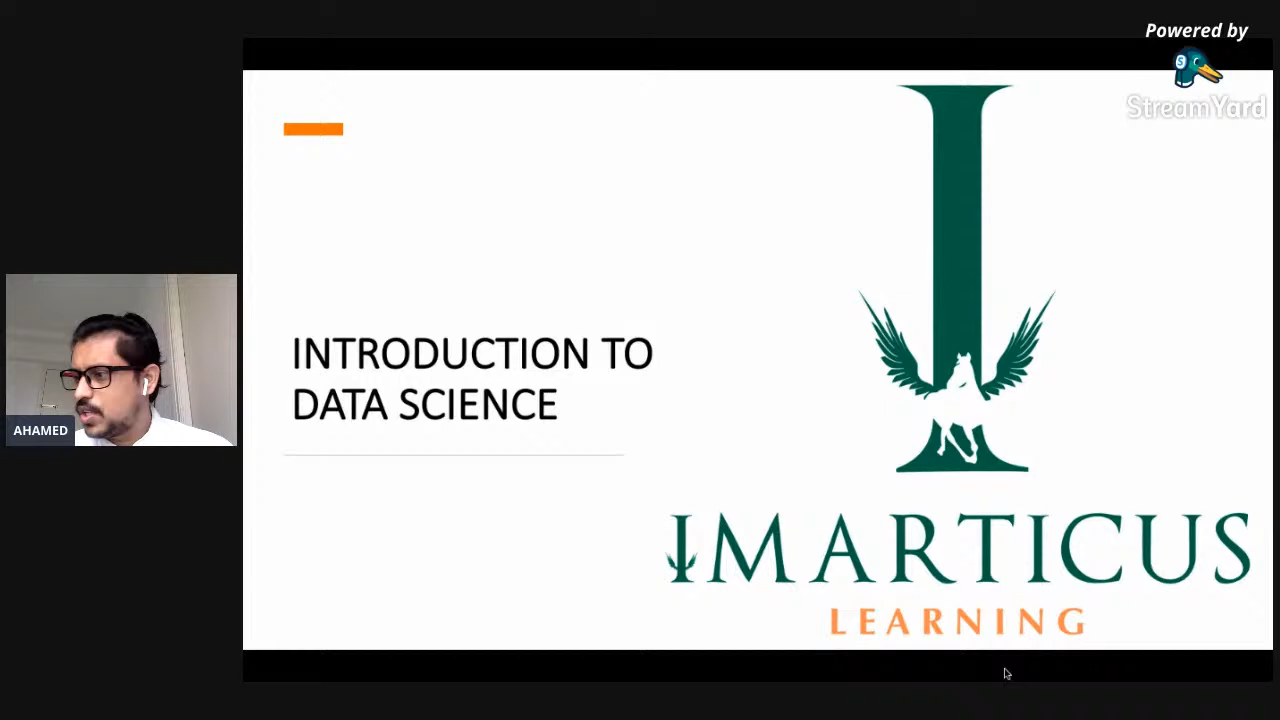 Powered by
StreamYard
INTRODUCTION TO
DATA SCIENCE
AHAMED
IMARTICUS
LEARNING